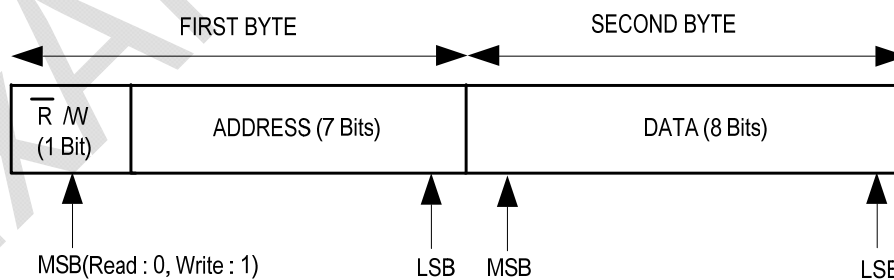 FIRST BYTE
SECOND BYTE
R /W
(1 Bit)
ADDRESS (7 Bits)
DATA (8 Bits)
MSB(Read : 0, Write : 1)
LSB
MSB
LSB